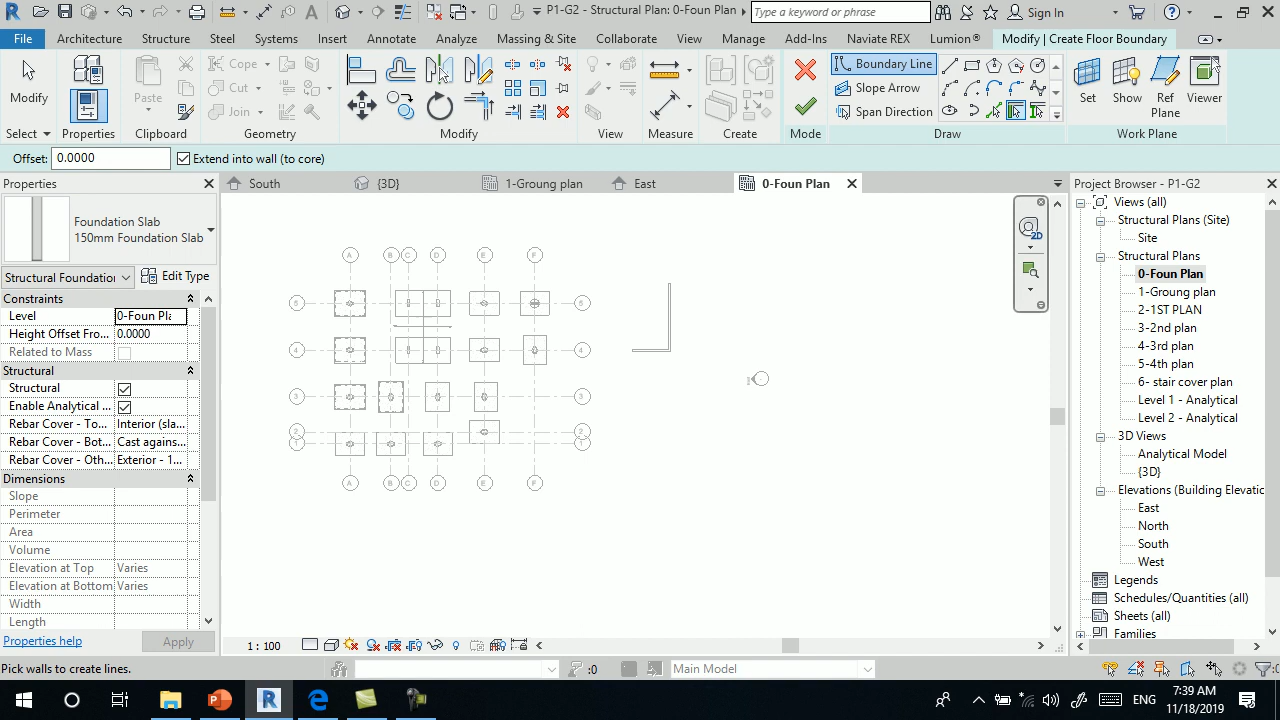 P1-G2 - Structural Plan: 0-Foun Plan
Type a keyword or phrase
Sign In
File Architecture Structure Steel Systems Insert Annotate Analyze Massing & Site Collaborate View Manage Add-Ins Naviate REX Lumion® Modify | Create Floor Boundary
Modify
Paste
Cope
Cut
Join
Boundary Line
Slope Arrow
Span Direction
Set Show Ref Plane Viewer
Select Properties Clipboard Geometry Modify View Measure Create Mode Draw Work Plane
Offset: 0.0000 Extend into wall (to core)
Properties
South {3D} 1-Groung plan East 0-Foun Plan
Project Browser - P1-G2
Foundation Slab
150mm Foundation Slab
Structural Foundatio Edit Type
Constraints
Level 0-Foun Pla
Height Offset Fro... 0.0000
Related to Mass
Structural
Structural
Enable Analytical ...
Rebar Cover - To... Interior (sla...
Rebar Cover - Bot... Cast agains...
Rebar Cover - Oth... Exterior - 1...
Dimensions
Slope
Perimeter
Area
Volume
Elevation at Top Varies
Elevation at Bottom Varies
Width
Length
Properties help Apply
A B C D E F
5 5
4 4
3 3
2 2
1 1
A B C D E F
2D
Views (all)
Structural Plans (Site)
Site
Structural Plans
0-Foun Plan
1-Groung plan
2-1ST PLAN
3-2nd plan
4-3rd plan
5-4th plan
6- stair cover plan
Level 1 - Analytical
Level 2 - Analytical
3D Views
Analytical Model
{3D}
Elevations (Building Elevatic
East
North
South
West
Legends
Schedules/Quantities (all)
Sheets (all)
Families
1 : 100
Pick walls to create lines.
:0
Main Model
:0
ENG
7:39 AM
11/18/2019